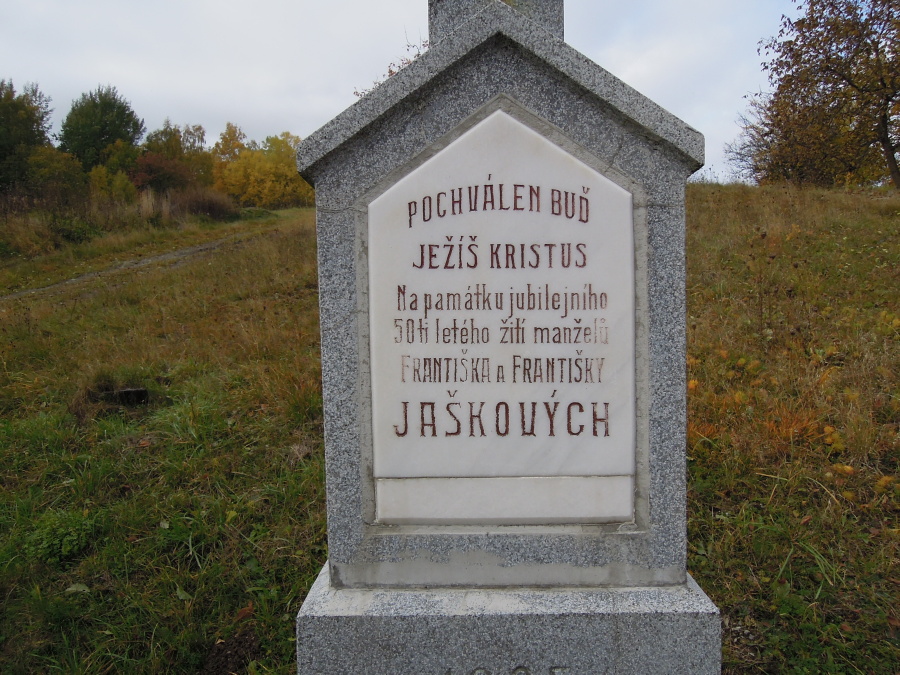 POCHVÁLEN BUĎ
JEŽÍŠ KRISTUS
Na památku jubilejního
50ti letého žití manželů
FRANTIŠKA a FRANTIŠKY
JAŠKOVÝCH